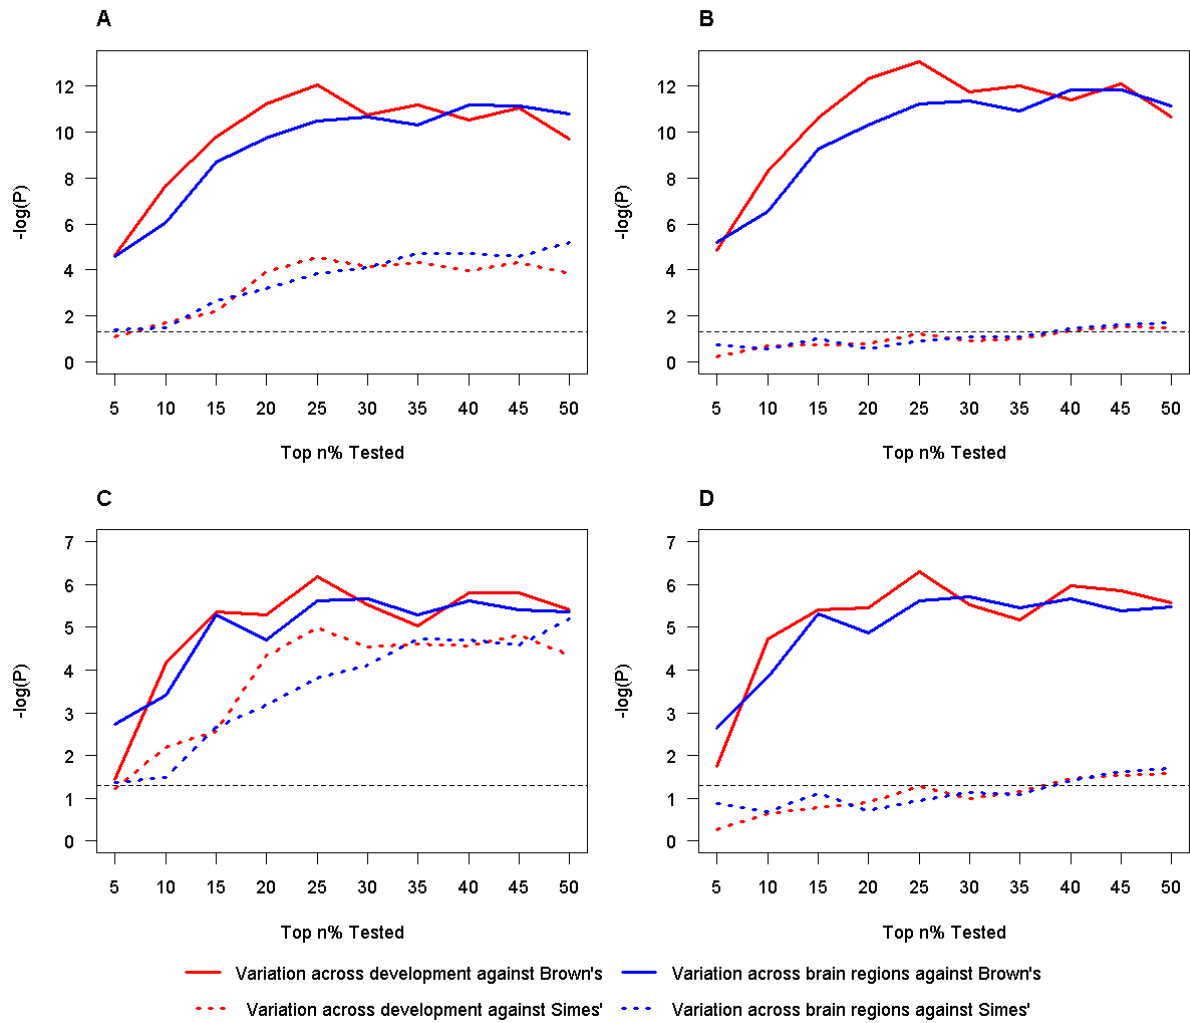 A
-log(P)
12
10
8
6
4
2
0
5 10 15 20 25 30 35 40 45 50
Top n% Tested
B
-log(P)
12
10
8
6
4
2
0
5 10 15 20 25 30 35 40 45 50
Top n% Tested
C
-log(P)
7
6
5
4
3
2
1
0
5 10 15 20 25 30 35 40 45 50
Top n% Tested
D
-log(P)
7
6
5
4
3
2
1
0
5 10 15 20 25 30 35 40 45 50
Top n% Tested
Variation across development against Brown's
Variation across brain regions against Brown's
Variation across development against Simes'
Variation across brain regions against Simes'